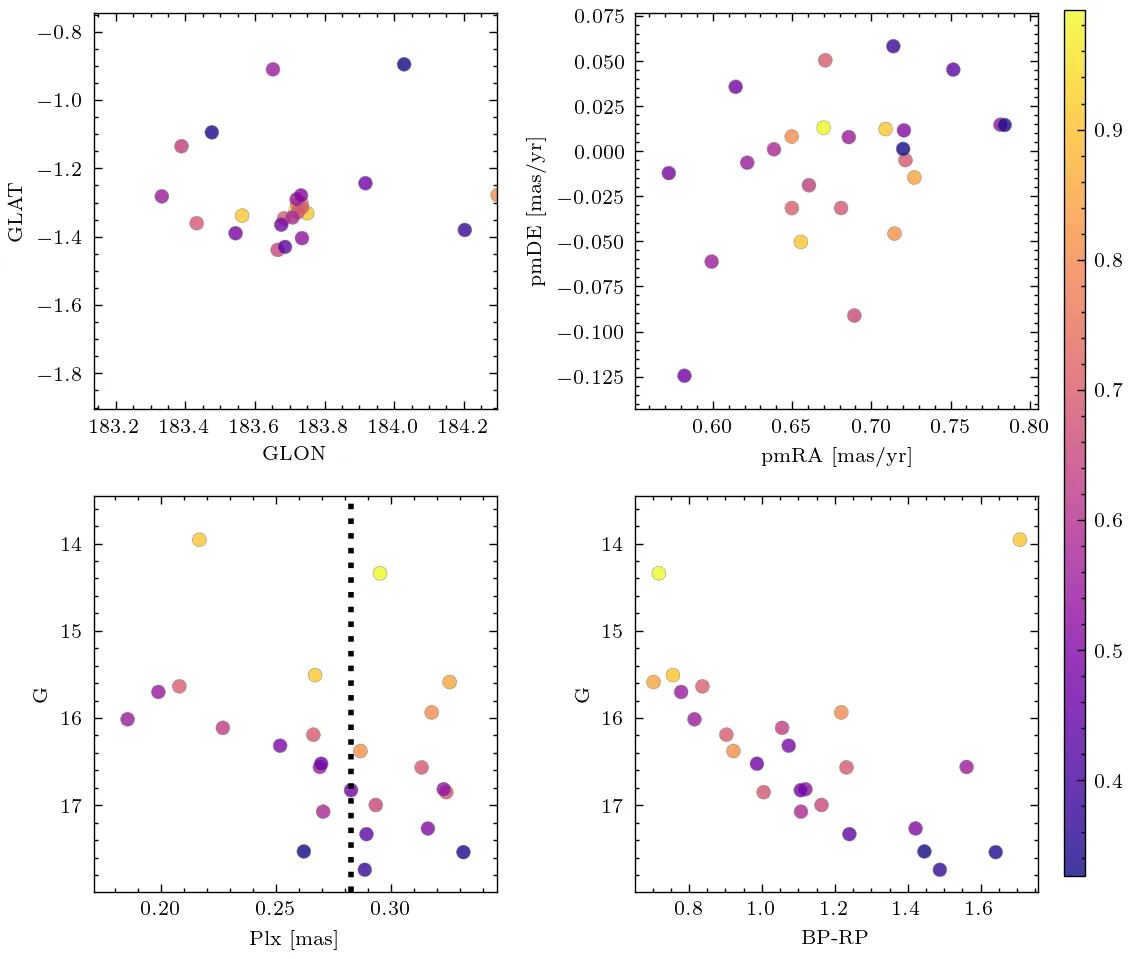 −0.8
−1.0
−1.2
−1.4
−1.6
−1.8
GLAT
183.2 183.4 183.6 183.8 184.0 184.2
GLON
0.075
0.050
0.025
0.000
−0.025
−0.050
−0.075
−0.100
−0.125
pmDE [mas/yr]
0.60 0.65 0.70 0.75 0.80
pmRA [mas/yr]
14
15
16
17
G
0.20 0.25 0.30
Plx [mas]
14
15
16
17
G
0.8 1.0 1.2 1.4 1.6
BP-RP
0.9
0.8
0.7
0.6
0.5
0.4